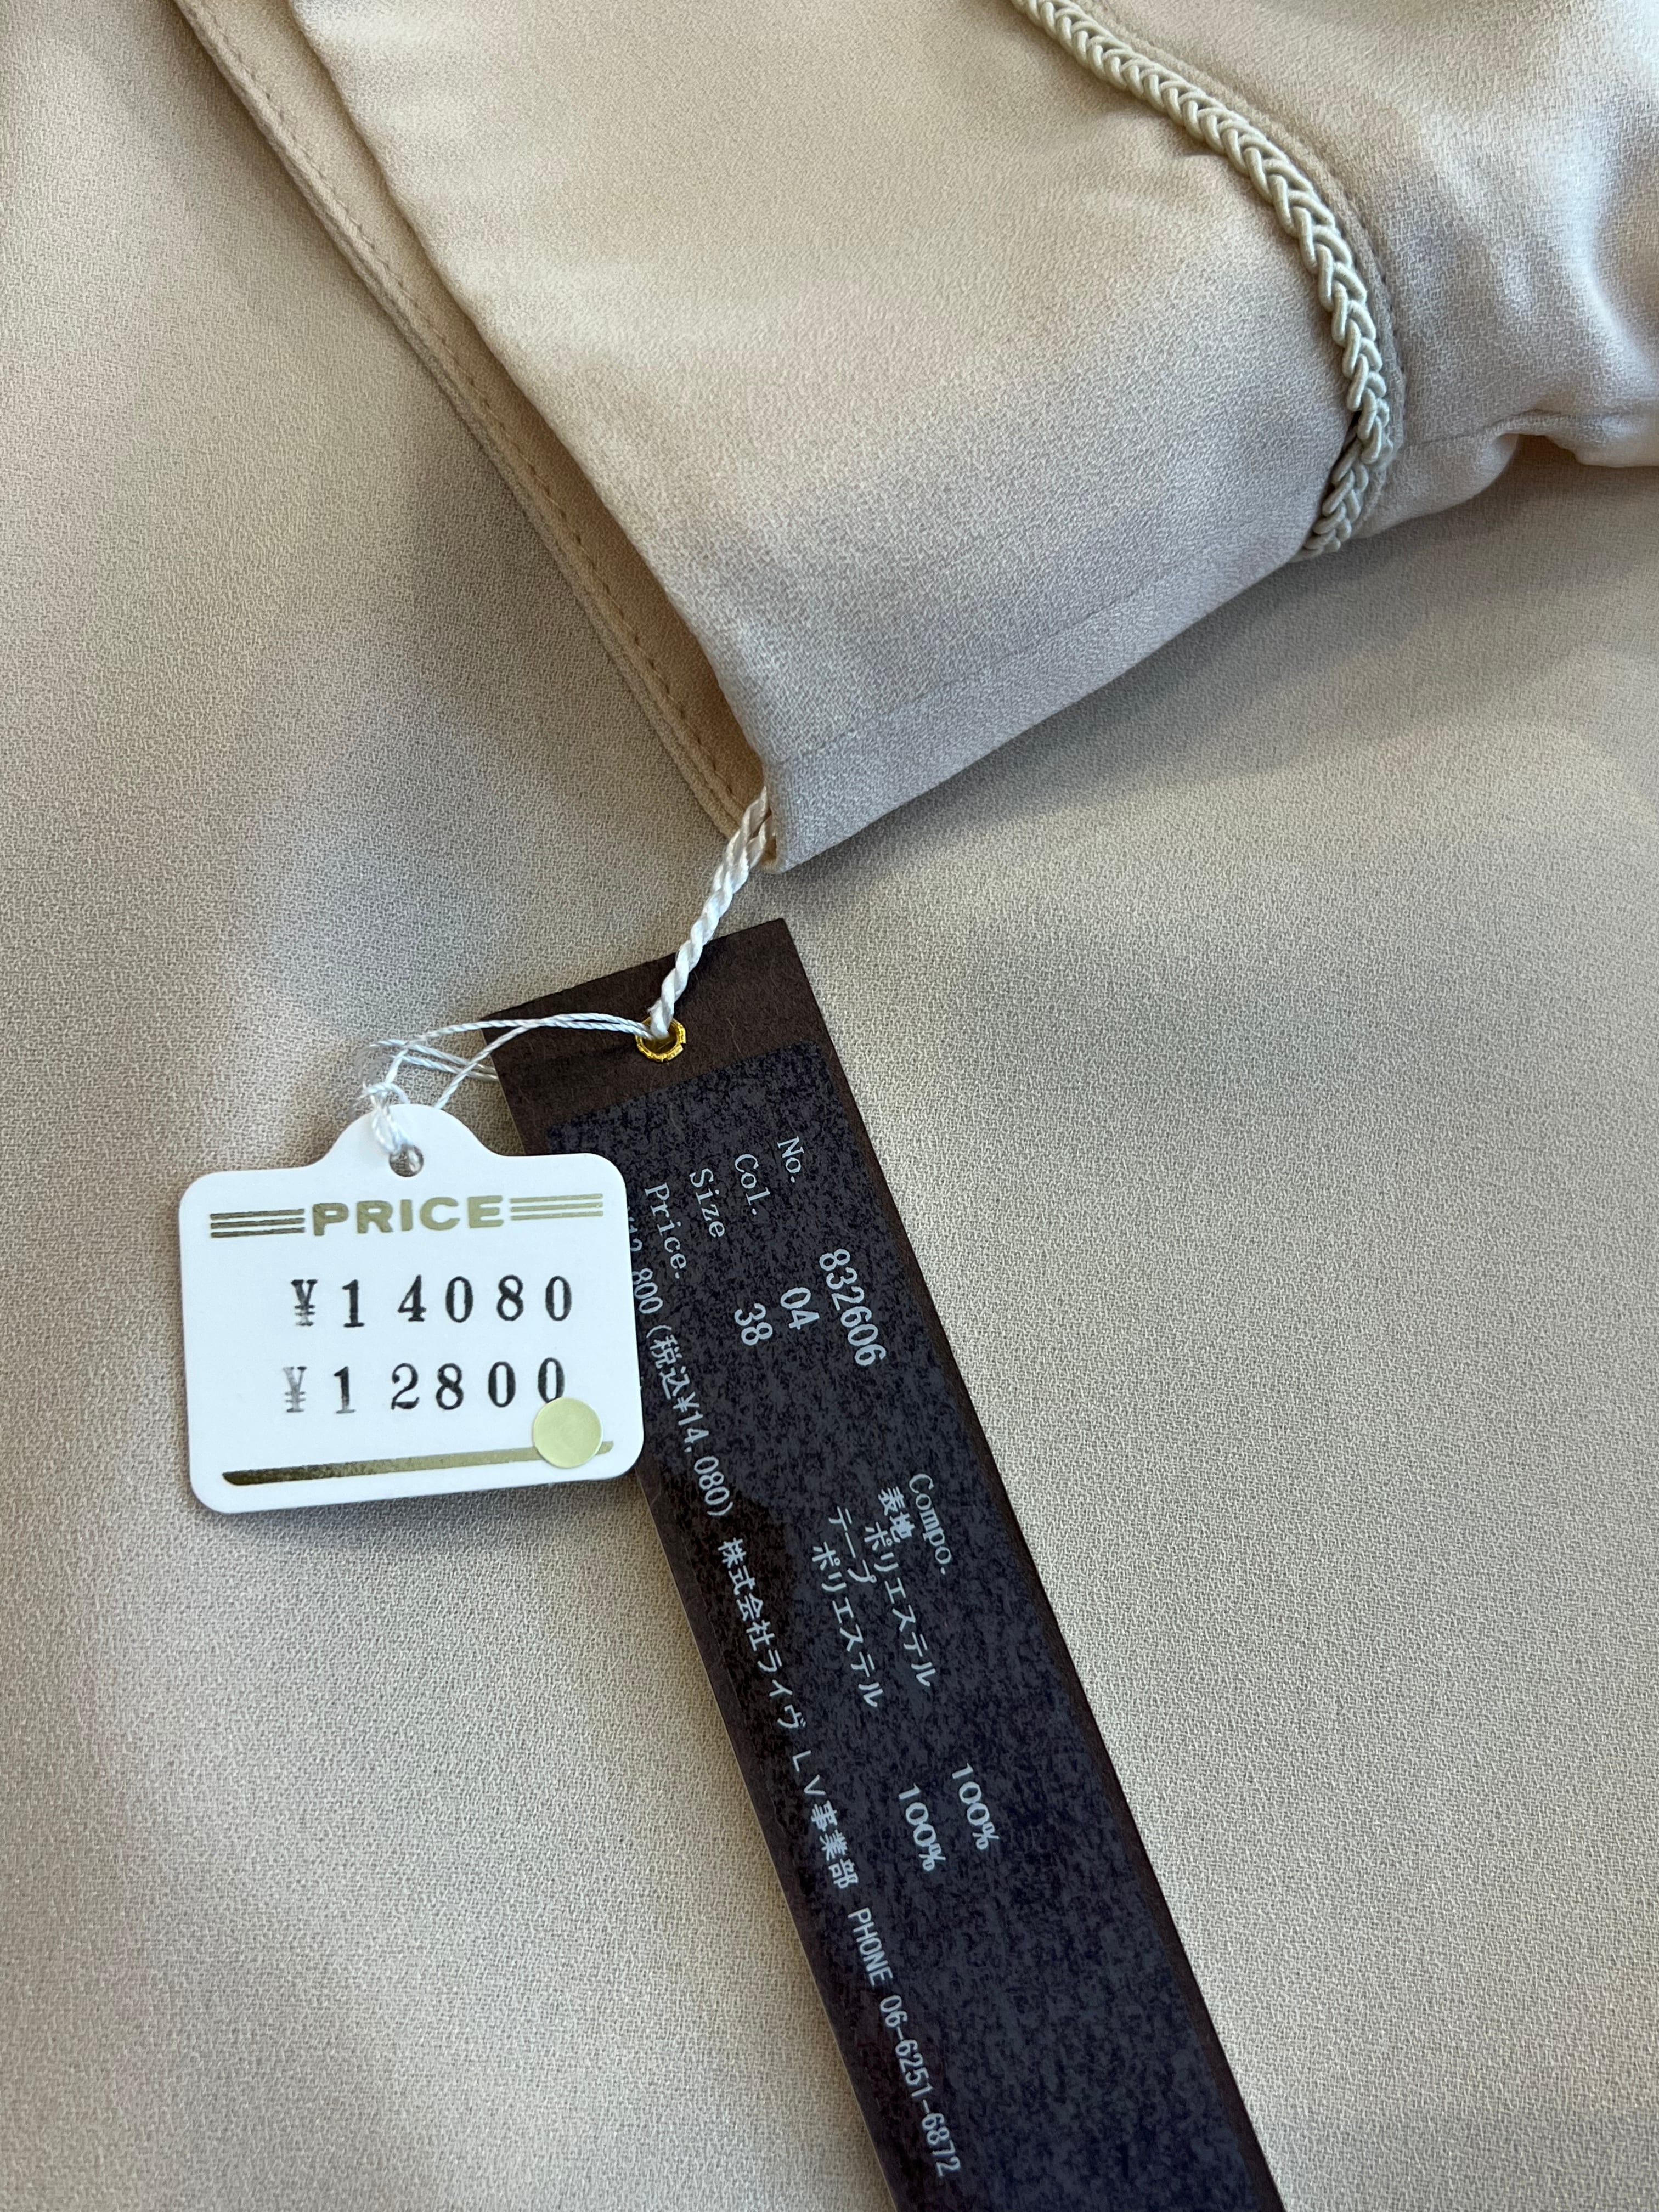 PRICE
¥14080
¥12800
No. 832606
Col. 04
Size 38
Price.
800 (税込¥14,080) 株式会社ライヴ LV事業部 PHONE 06-6251-6872
Compo.
表地
ポリエステル 100%
テープ
ポリエステル 100%